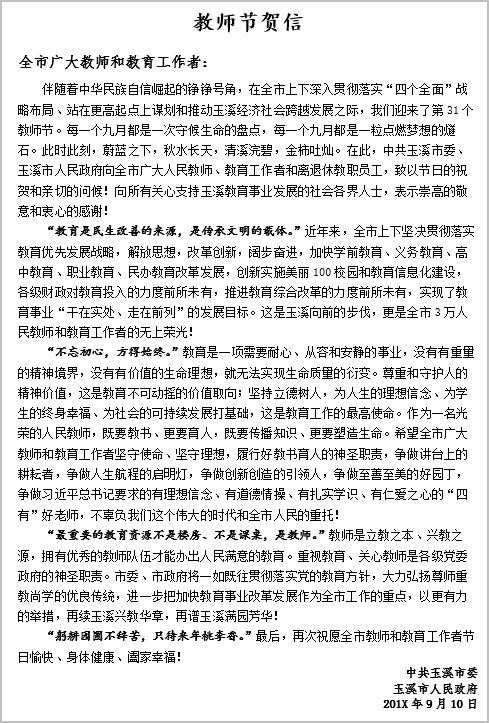 教师节贺信
全市广大教师和教育工作者：
伴随着中华民族自信崛起的铮铮号角，在全市上下深入贯彻落实“四个全面”战
略布局、站在更高起点上谋划和推动玉溪经济社会跨越发展之际，我们迎来了第31个
教师节。每一个九月都是一次守候生命的盘点，每一个九月都是一粒点燃梦想的燧
石。此时此刻，蔚蓝之下，秋水长天，清溪浣碧，金柿吐灿。在此，中共玉溪市委、
玉溪市人民政府向全市广大人民教师、教育工作者和离退休教职员工，致以节日的祝
贺和亲切的问候！向所有关心支持玉溪教育事业发展的社会各界人士，表示崇高的敬
意和衷心的感谢！
“教育是民生改善的来源，是传承文明的载体。”近年来，全市上下坚决贯彻落实
教育优先发展战略，解放思想，改革创新，阔步奋进，加快学前教育、义务教育、高
中教育、职业教育、民办教育改革发展，创新实施美丽100校园和教育信息化建设，
各级财政对教育投入的力度前所未有，推进教育综合改革的力度前所未有，实现了教
育事业“干在实处、走在前列”的发展目标。这是玉溪向前的步伐，更是全市3万人
民教师和教育工作者的无上荣光！
“不忘初心，方得始终。”教育是一项需要耐心、从容和安静的事业，没有有重量
的精神境界，没有有价值的生命理想，就无法实现生命质量的衍变。尊重和守护人的
精神价值，这是教育不可动摇的价值取向；坚持立德树人，为人生的理想信念、为学
生的终身幸福、为社会的可持续发展打基础，这是教育工作的最高使命。作为一名光
荣的人民教师，既要教书、更要育人，既要传播知识、更要塑造生命。希望全市广大
教师和教育工作者坚守使命、坚守理想，履行好教书育人的神圣职责，争做讲台上的
耕耘者，争做人生航程的启明灯，争做创新创造的引领人，争做至善至美的好园丁，
争做习近平总书记要求的有理想信念、有道德情操、有扎实学识、有仁爱之心的“四
有”好老师，不辜负我们这个伟大的时代和全市人民的重托！
“最重要的教育资源不是楼房、不是课桌，是教师。”教师是立教之本、兴教之
源，拥有优秀的教师队伍才能办出人民满意的教育。重视教育、关心教师是各级党委
政府的神圣职责。市委、市政府将一如既往贯彻落实党的教育方针，大力弘扬尊师重
教尚学的优良传统，进一步把加快教育事业改革发展作为全市工作的重点，以更有力
的举措，再续玉溪兴教华章，再谱玉溪满园芳华！
“躬耕园圃不辞苦，只待来年桃李香。”最后，再次祝愿全市教师和教育工作者节
日愉快、身体健康、阖家幸福！
中共玉溪市委
玉溪市人民政府
201X年9月10日